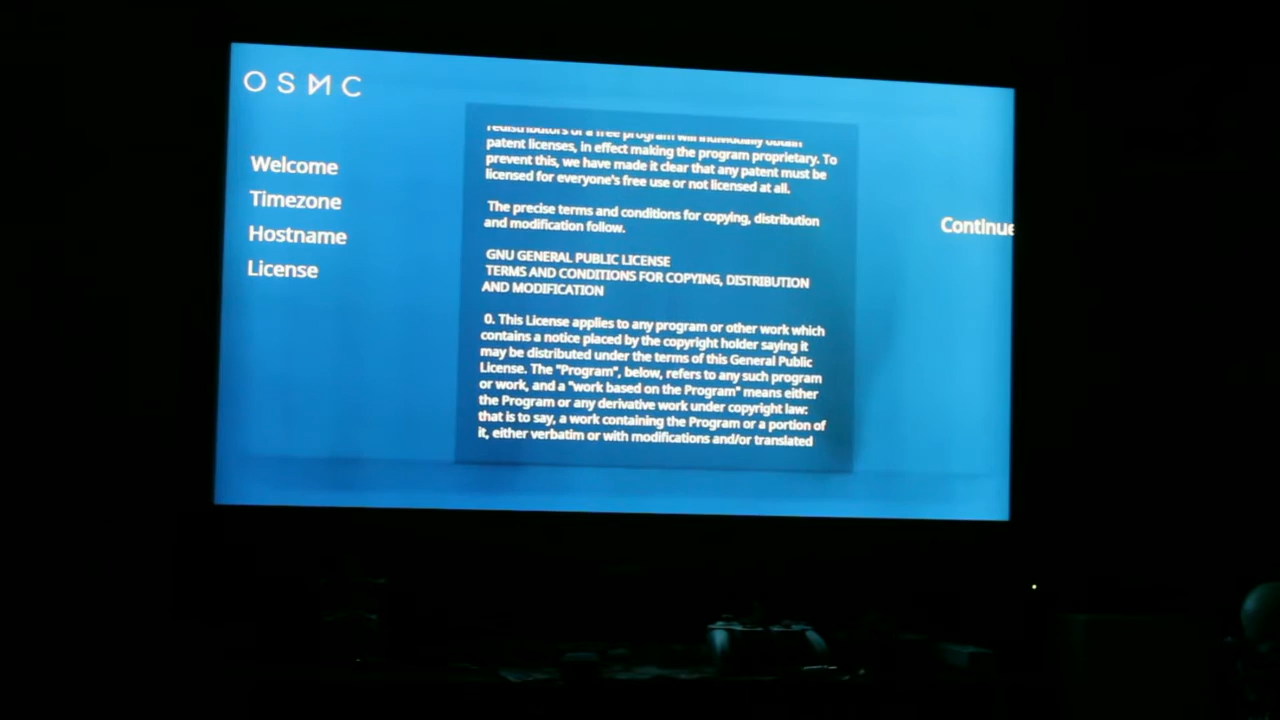 OSMC
Welcome
Timezone
Hostname
License
redistributors of a free program will individually obtain
patent licenses, in effect making the program proprietary. To
prevent this, we have made it clear that any patent must be
licensed for everyone's free use or not licensed at all.
The precise terms and conditions for copying, distribution
and modification follow.
GNU GENERAL PUBLIC LICENSE
TERMS AND CONDITIONS FOR COPYING, DISTRIBUTION
AND MODIFICATION
0. This License applies to any program or other work which
contains a notice placed by the copyright holder saying it
may be distributed under the terms of this General Public
License. The "Program", below, refers to any such program
or work, and a "work based on the Program" means either
the Program or any derivative work under copyright law:
that is to say, a work containing the Program or a portion of
it, either verbatim or with modifications and/or translated
Continue